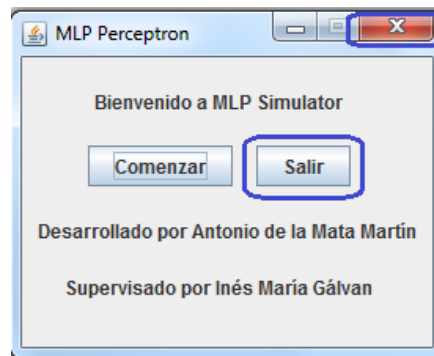 MLP Perceptron
Bienvenido a MLP Simulator
Comenzar Salir
Desarrollado por Antonio de la Mata Martín
Supervisado por Inés María Gálvan